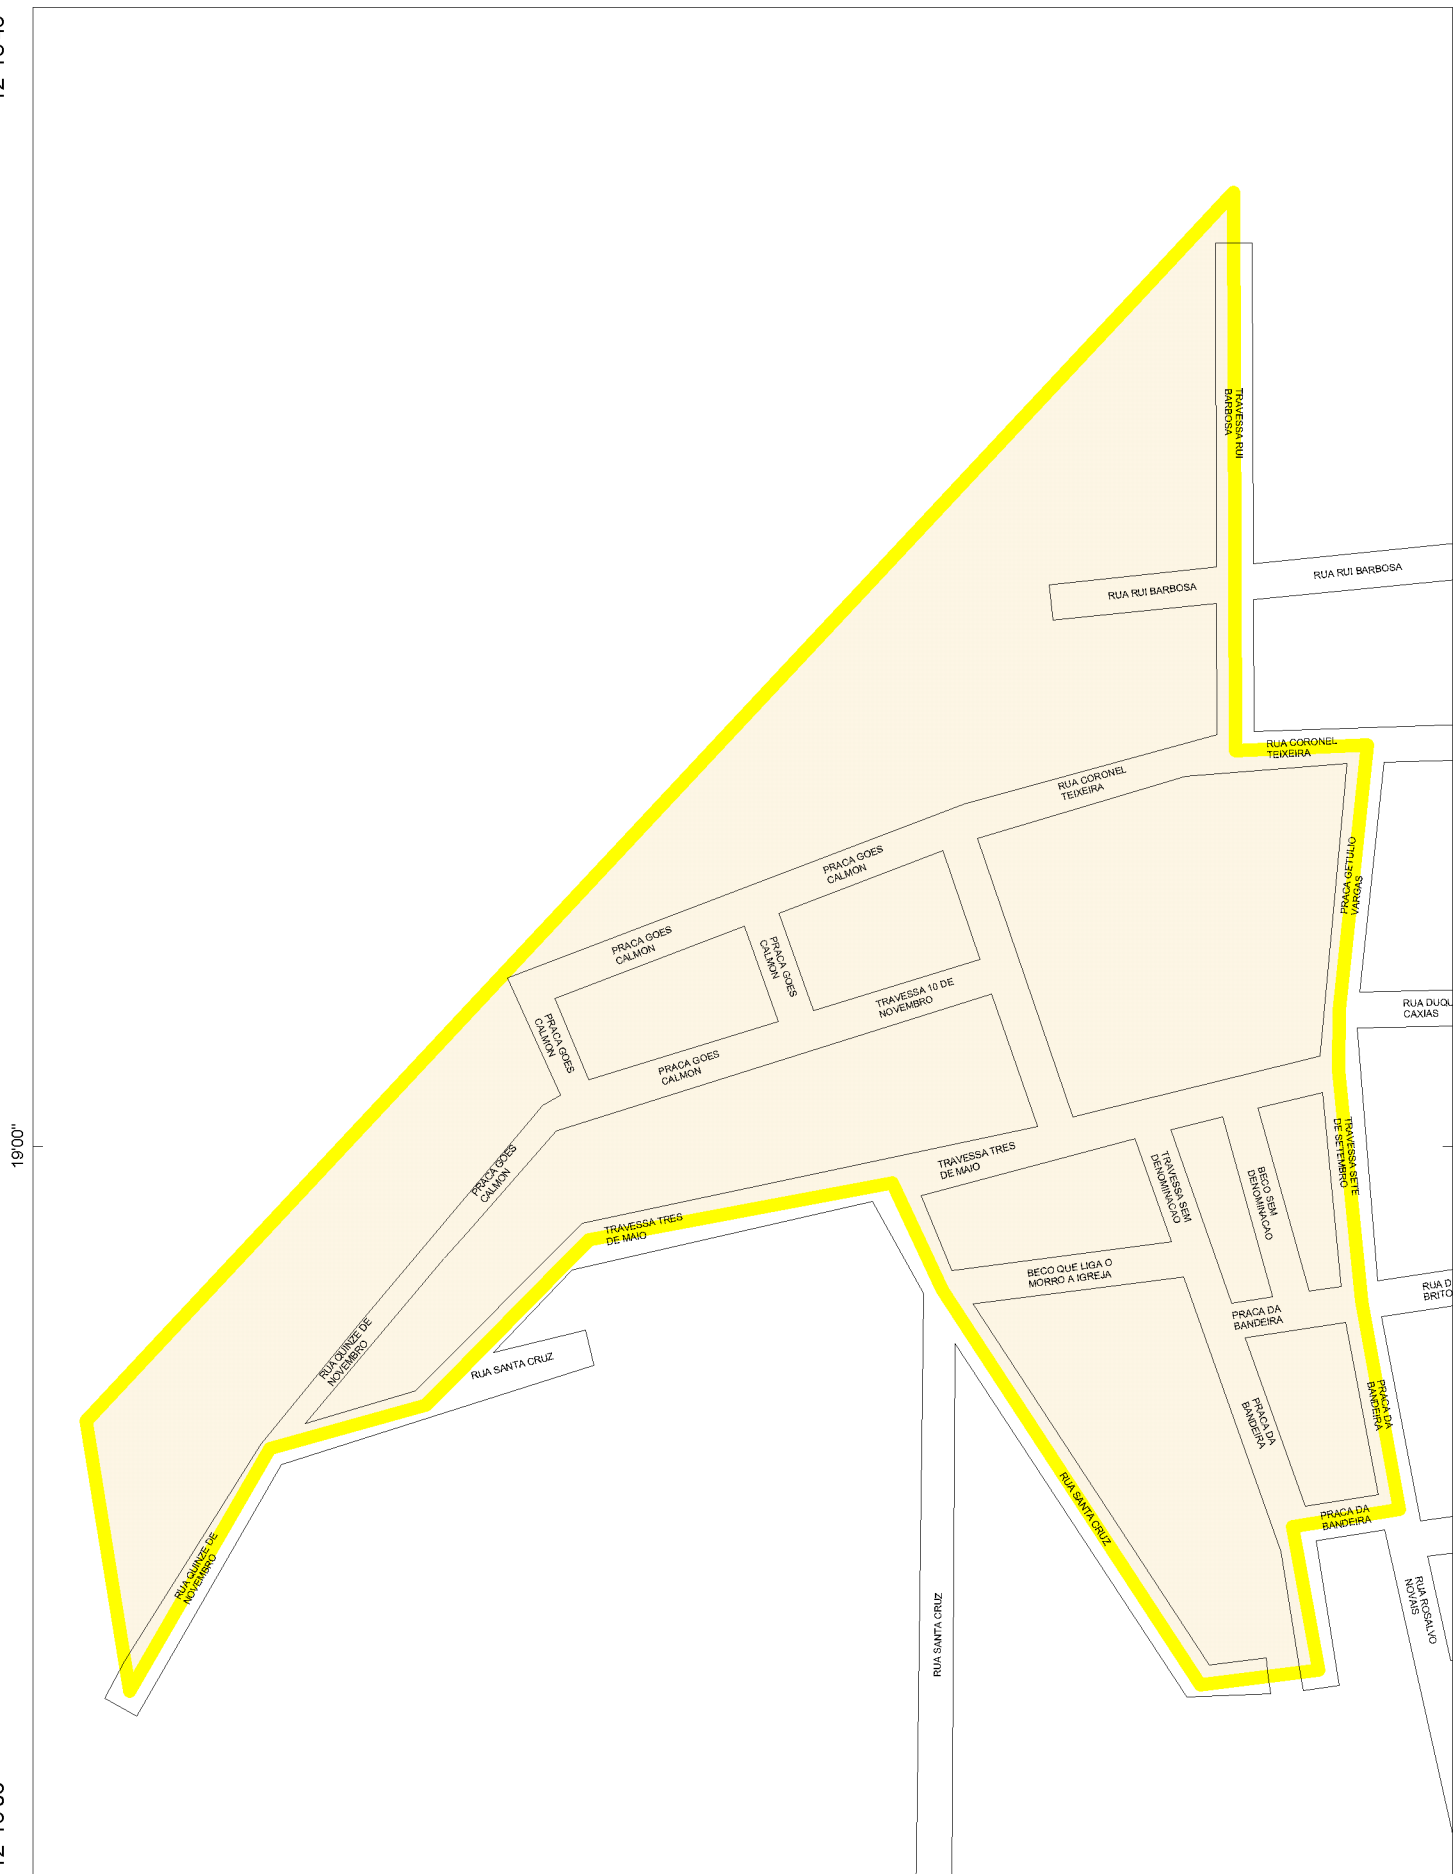 TRAVESSA RUI
BARBOSA
RUA RUI BARBOSA
RUA RUI BARBOSA
RUA CORONEL
TEIXEIRA
RUA CORONEL
TEIXEIRA
PRACA GOES
CALMON
PRACA GETULIO
VARGAS
PRACA GOES
CALMON
PRACA GOES
CALMON
TRAVESSA 10 DE
NOVEMBRO
RUA DUQU
CAXIAS
PRACA GOES
CALMON
PRACA GOES
CALMON
19'00"
PRACA GOES
CALMON
TRAVESSA TRES
DE MAIO
TRAVESSA SEM
DENOMINACAO
BECO SEM
DENOMINACAO
TRAVESSA SETE
DE SETEMBRO
TRAVESSA TRES
DE MAIO
BECO QUE LIGA O
MORRO A IGREJA
RUA D
BRITO
PRACA DA
BANDEIRA
RUA QUINZE DE
NOVEMBRO
RUA SANTA CRUZ
PRACA DA
BANDEIRA
PRACA DA
BANDEIRA
RUA SANTA CRUZ
PRACA DA
BANDEIRA
RUA QUINZE DE
NOVEMBRO
RUA SANTA CRUZ
RUA ROSALVO
NOVAIS